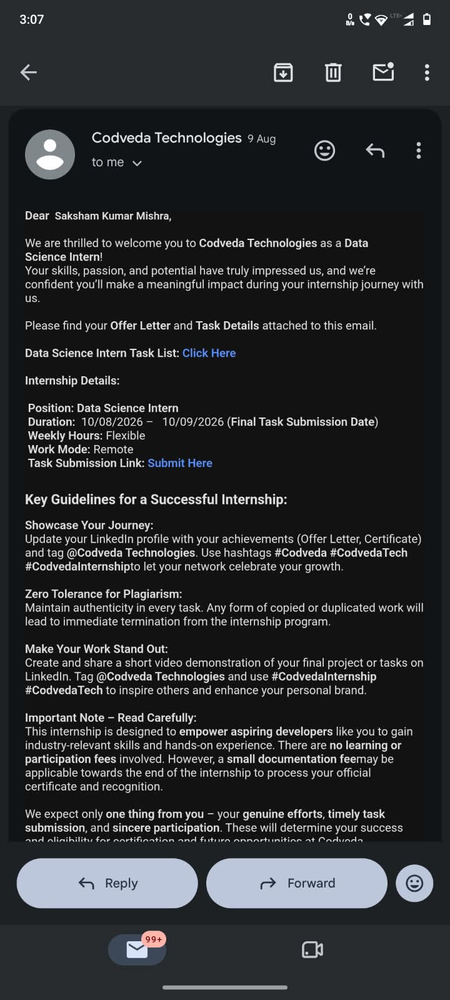 3:07
0
B/s
LTE+
Codveda Technologies 9 Aug
to me
Dear Saksham Kumar Mishra,
We are thrilled to welcome you to Codveda Technologies as a Data
Science Intern!
Your skills, passion, and potential have truly impressed us, and we’re
confident you’ll make a meaningful impact during your internship journey with
us.
Please find your Offer Letter and Task Details attached to this email.
Data Science Intern Task List: Click Here
Internship Details:
Position: Data Science Intern
Duration: 10/08/2026 – 10/09/2026 (Final Task Submission Date)
Weekly Hours: Flexible
Work Mode: Remote
Task Submission Link: Submit Here
Key Guidelines for a Successful Internship:
Showcase Your Journey:
Update your LinkedIn profile with your achievements (Offer Letter, Certificate)
and tag @Codveda Technologies. Use hashtags #Codveda #CodvedaTech
#CodvedaInternshipto let your network celebrate your growth.
Zero Tolerance for Plagiarism:
Maintain authenticity in every task. Any form of copied or duplicated work will
lead to immediate termination from the internship program.
Make Your Work Stand Out:
Create and share a short video demonstration of your final project or tasks on
LinkedIn. Tag @Codveda Technologies and use #CodvedaInternship
#CodvedaTech to inspire others and enhance your personal brand.
Important Note – Read Carefully:
This internship is designed to empower aspiring developers like you to gain
industry-relevant skills and hands-on experience. There are no learning or
participation fees involved. However, a small documentation feemay be
applicable towards the end of the internship to process your official
certificate and recognition.
We expect only one thing from you – your genuine efforts, timely task
submission, and sincere participation. These will determine your success
and eligibility for certification and future opportunities at Codveda.
Reply
Forward
99+